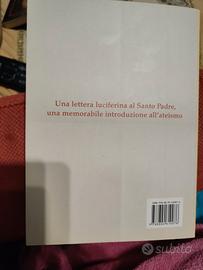 Una lettera luciferina al Santo Padre,
una memorabile introduzione all'ateismo
subito